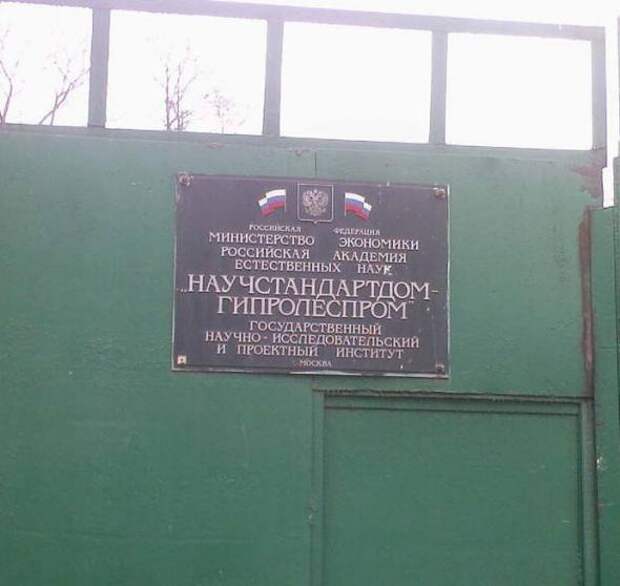 РОССИЙСКАЯ ФЕДЕРАЦИЯ
МИНИСТЕРСТВО ЭКОНОМИКИ
РОССИЙСКАЯ АКАДЕМИЯ
ЕСТЕСТВЕННЫХ НАУК
„НАУЧСТАНДАРТДОМ-
ГИПРОЛЕСПРОМ"
ГОСУДАРСТВЕННЫЙ
НАУЧНО-ИССЛЕДОВАТЕЛЬСКИЙ
И ПРОЕКТНЫЙ ИНСТИТУТ
МОСКВА